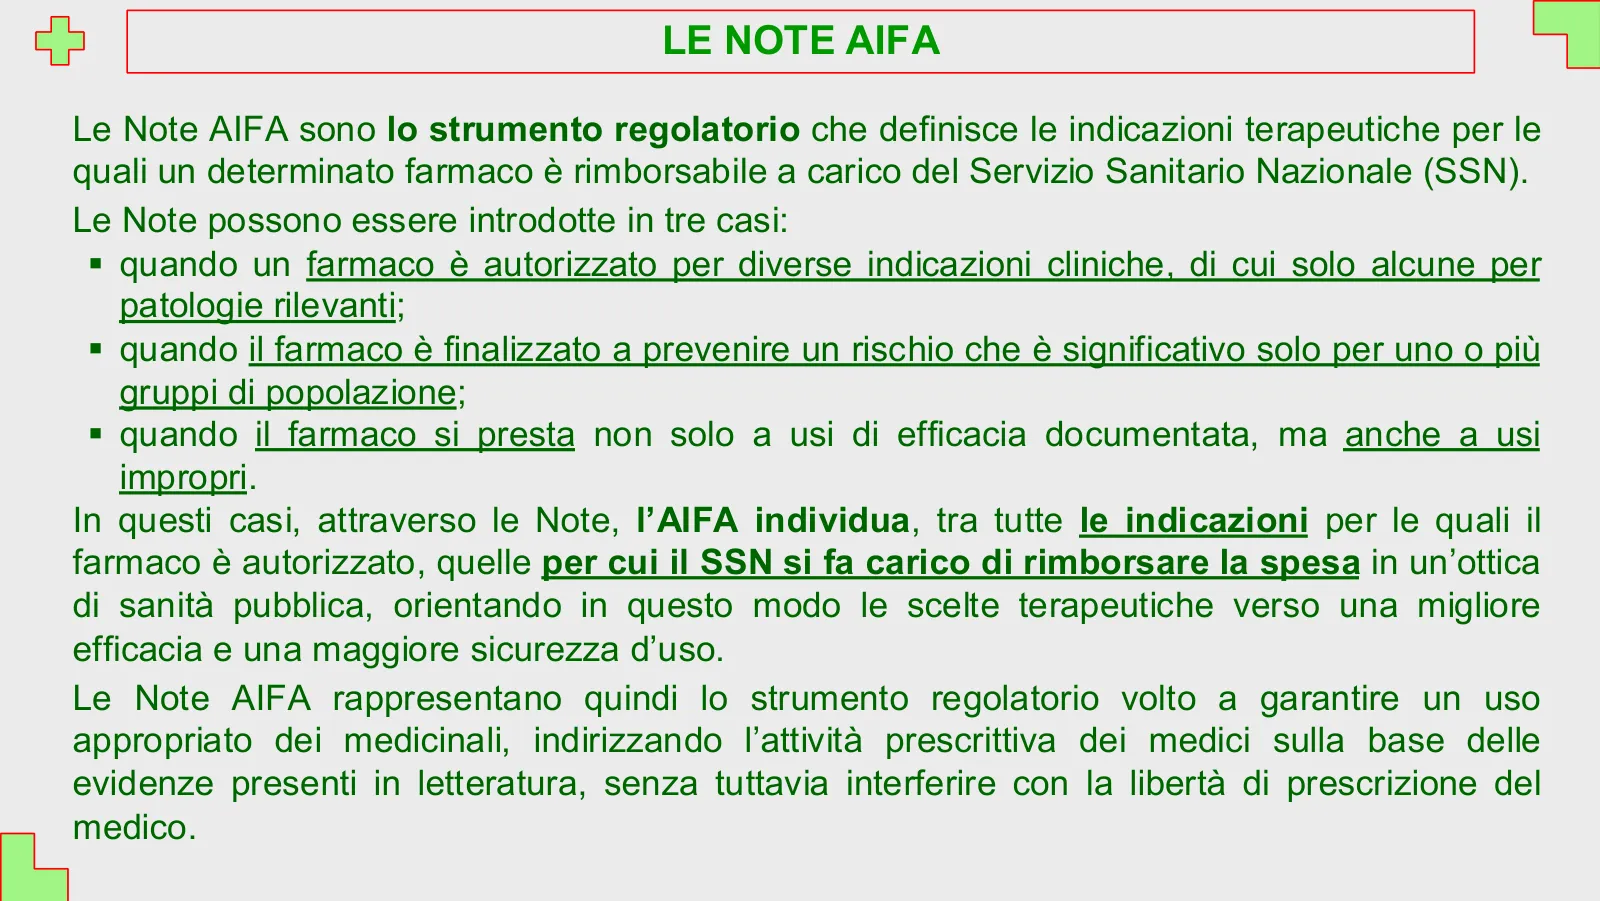 LE NOTE AIFA
Le Note AIFA sono lo strumento regolatorio che definisce le indicazioni terapeutiche per le
quali un determinato farmaco è rimborsabile a carico del Servizio Sanitario Nazionale (SSN).
Le Note possono essere introdotte in tre casi:
▪ quando un farmaco è autorizzato per diverse indicazioni cliniche, di cui solo alcune per
patologie rilevanti;
▪ quando il farmaco è finalizzato a prevenire un rischio che è significativo solo per uno o più
gruppi di popolazione;
▪ quando il farmaco si presta non solo a usi di efficacia documentata, ma anche a usi
impropri.
In questi casi, attraverso le Note, l’AIFA individua, tra tutte le indicazioni per le quali il
farmaco è autorizzato, quelle per cui il SSN si fa carico di rimborsare la spesa in un’ottica
di sanità pubblica, orientando in questo modo le scelte terapeutiche verso una migliore
efficacia e una maggiore sicurezza d’uso.
Le Note AIFA rappresentano quindi lo strumento regolatorio volto a garantire un uso
appropriato dei medicinali, indirizzando l’attività prescrittiva dei medici sulla base delle
evidenze presenti in letteratura, senza tuttavia interferire con la libertà di prescrizione del
medico.